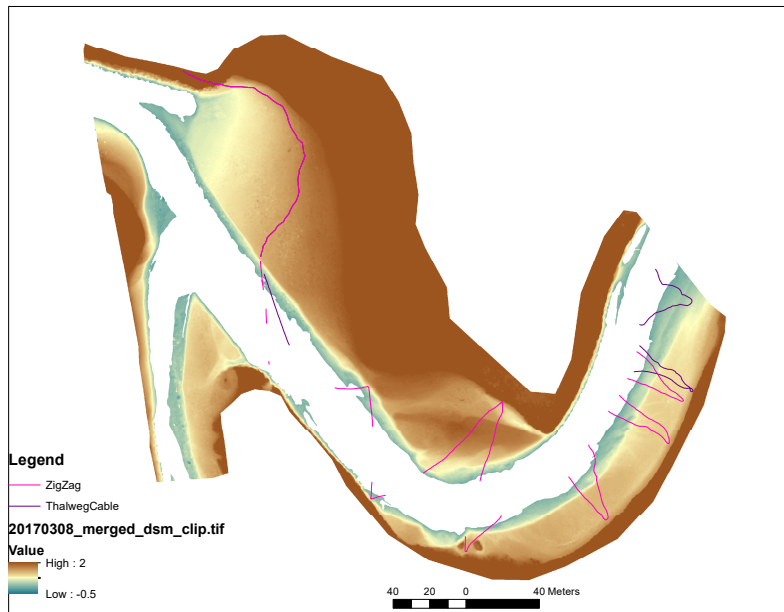 Legend
ZigZag
ThalwegCable
20170308_merged_dsm_clip.tif
Value
High : 2
Low : -0.5
40 20 0 40 Meters